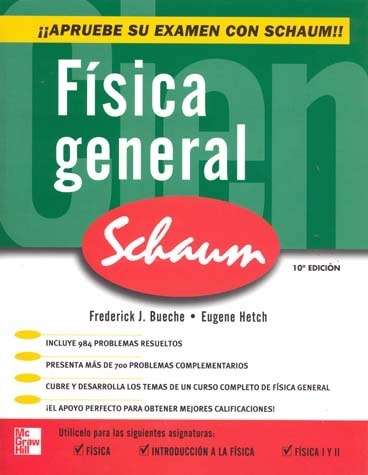 ¡¡APRUEBE SU EXAMEN CON SCHAUM!!
Cien
Física
general
Schaum
10ª EDICIÓN
Frederick J. Bueche • Eugene Hetch
INCLUYE 984 PROBLEMAS RESUELTOS
PRESENTA MÁS DE 700 PROBLEMAS COMPLEMENTARIOS
CUBRE Y DESARROLLA LOS TEMAS DE UN CURSO COMPLETO DE FÍSICA GENERAL
¡EL APOYO PERFECTO PARA OBTENER MEJORES CALIFICACIONES!
Utilícelo para las siguientes asignaturas:
FÍSICA
INTRODUCCIÓN A LA FÍSICA
FÍSICA I Y II
Mc
Graw
Hill